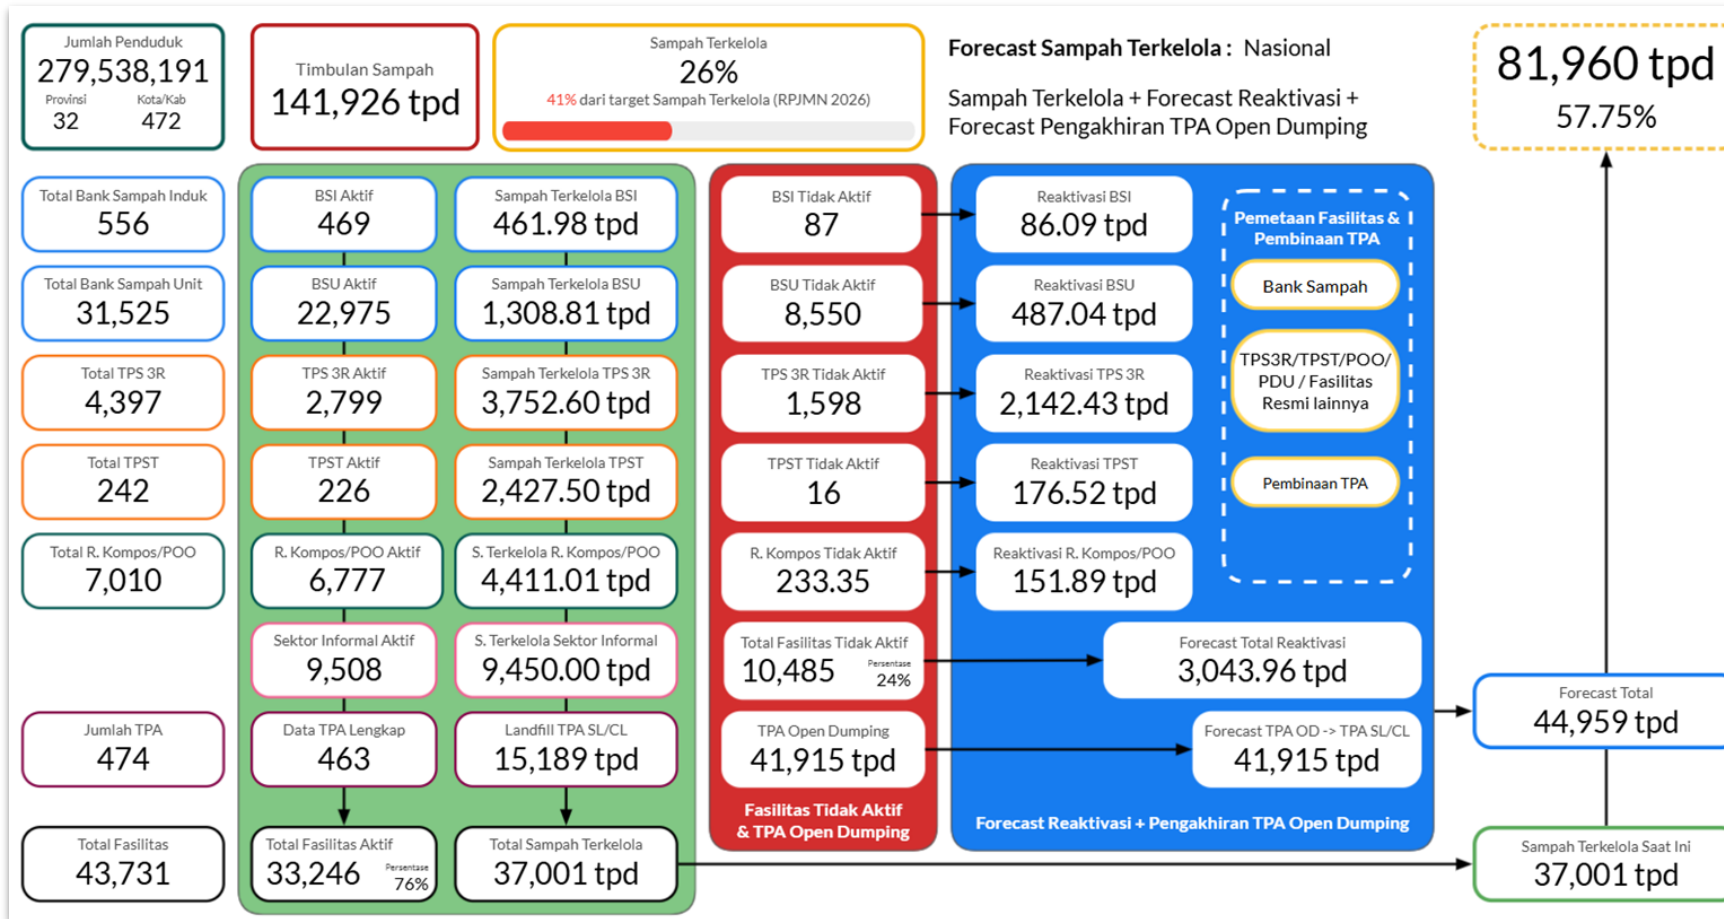 Jumlah Penduduk
279,538,191
Provinsi
32
Kota/Kab
472
Timbulan Sampah
141,926 tpd
Sampah Terkelola
26%
41% dari target Sampah Terkelola (RPJMN 2026)
Forecast Sampah Terkelola : Nasional
Sampah Terkelola + Forecast Reaktivasi +
Forecast Pengakhiran TPA Open Dumping
81,960 tpd
57.75%
Total Bank Sampah Induk
556
BSI Aktif
469
Sampah Terkelola BSI
461.98 tpd
BSI Tidak Aktif
87
Reaktivasi BSI
86.09 tpd
Pemetaan Fasilitas &
Pembinaan TPA
Bank Sampah
TPS3R/TPST/POO/
PDU / Fasilitas
Resmi lainnya
Pembinaan TPA
Total Bank Sampah Unit
31,525
BSU Aktif
22,975
Sampah Terkelola BSU
1,308.81 tpd
BSU Tidak Aktif
8,550
Reaktivasi BSU
487.04 tpd
Total TPS 3R
4,397
TPS 3R Aktif
2,799
Sampah Terkelola TPS 3R
3,752.60 tpd
TPS 3R Tidak Aktif
1,598
Reaktivasi TPS 3R
2,142.43 tpd
Total TPST
242
TPST Aktif
226
Sampah Terkelola TPST
2,427.50 tpd
TPST Tidak Aktif
16
Reaktivasi TPST
176.52 tpd
Total R. Kompos/POO
7,010
R. Kompos/POO Aktif
6,777
S. Terkelola R. Kompos/POO
4,411.01 tpd
R. Kompos Tidak Aktif
233.35
Reaktivasi R. Kompos/POO
151.89 tpd
Sektor Informal Aktif
9,508
S. Terkelola Sektor Informal
9,450.00 tpd
Total Fasilitas Tidak Aktif
10,485
Persentase
24%
Forecast Total Reaktivasi
3,043.96 tpd
Jumlah TPA
474
Data TPA Lengkap
463
Landfill TPA SL/CL
15,189 tpd
TPA Open Dumping
41,915 tpd
Forecast TPA OD -> TPA SL/CL
41,915 tpd
Forecast Total
44,959 tpd
Fasilitas Tidak Aktif
& TPA Open Dumping
Forecast Reaktivasi + Pengakhiran TPA Open Dumping
Total Fasilitas
43,731
Total Fasilitas Aktif
33,246
Persentase
76%
Total Sampah Terkelola
37,001 tpd
Sampah Terkelola Saat Ini
37,001 tpd